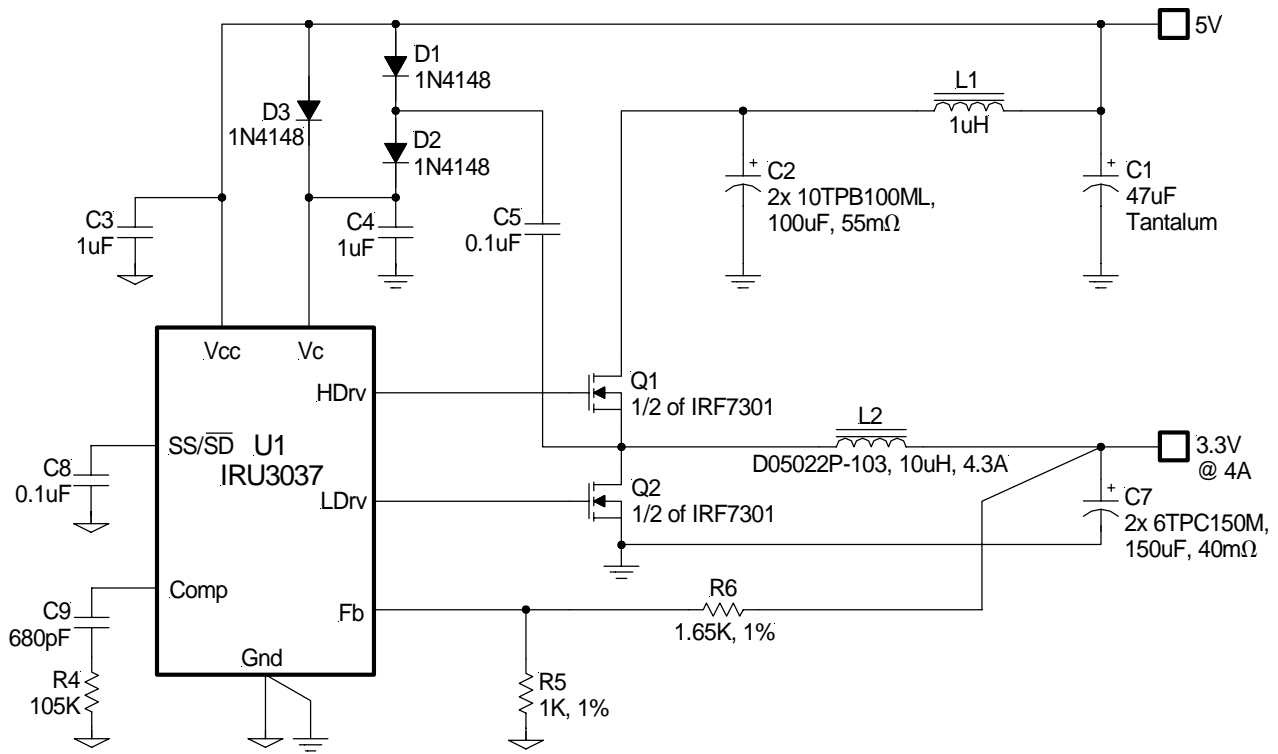 5V
D1
1N4148
D3
1N4148
D2
1N4148
L1
1uH
C1
47uF
Tantalum
C2
2x 10TPB100ML,
100uF, 55mΩ
C3
1uF
C4
1uF
C5
0.1uF
Vcc
Vc
HDrv
SS/SD
U1
IRU3037
LDrv
Comp
Fb
Gnd
Q1
1/2 of IRF7301
L2
D05022P-103, 10uH, 4.3A
3.3V
@ 4A
Q2
1/2 of IRF7301
C7
2x 6TPC150M,
150uF, 40mΩ
C8
0.1uF
C9
680pF
R4
105K
R6
1.65K, 1%
R5
1K, 1%
+
+
+